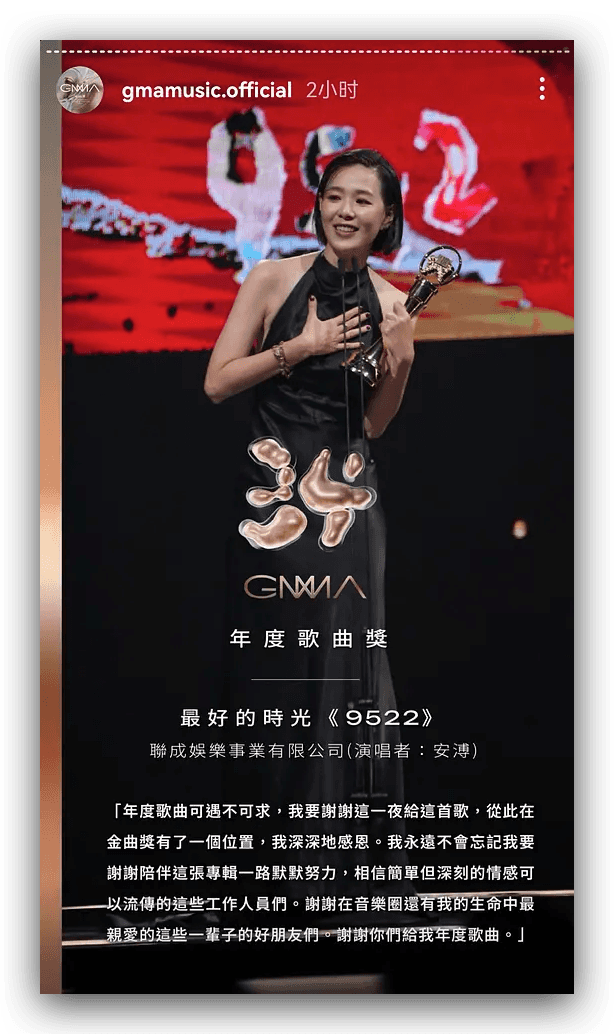 GMMA
gmamusic.official 2小时
952
GMMA
年度歌曲獎
最好的時光《9522》
聯成娛樂事業有限公司(演唱者：安溥)
「年度歌曲可遇不可求，我要謝謝這一夜給這首歌，從此在
金曲獎有了一個位置，我深深地感恩。我永遠不會忘記我要
謝謝陪伴這張專輯一路默默努力，相信簡單但深刻的情感可
以流傳的這些工作人員們。謝謝在音樂圈還有我的生命中最
親愛的這些一輩子的好朋友們。謝謝你們給我年度歌曲。」